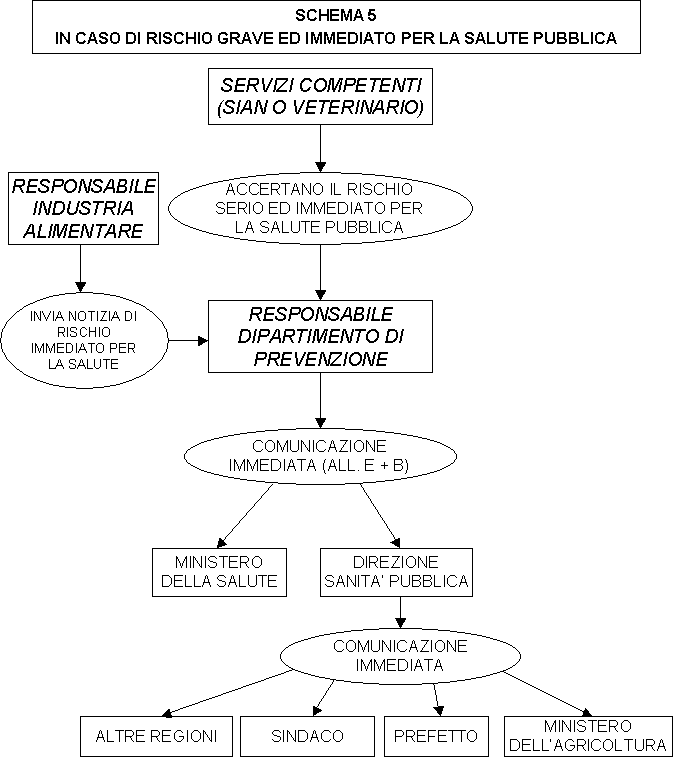 SCHEMA 5
IN CASO DI RISCHIO GRAVE ED IMMEDIATO PER LA SALUTE PUBBLICA
SERVIZI COMPETENTI
(SIAN O VETERINARIO)
RESPONSABILE
INDUSTRIA
ALIMENTARE
ACCERTANO IL RISCHIO
SERIO ED IMMEDIATO PER
LA SALUTE PUBBLICA
INVIA NOTIZIA DI
RISCHIO
IMMEDIATO PER
LA SALUTE
RESPONSABILE
DIPARTIMENTO DI
PREVENZIONE
COMUNICAZIONE
IMMEDIATA (ALL. E + B)
MINISTERO
DELLA SALUTE
DIREZIONE
SANITA' PUBBLICA
COMUNICAZIONE
IMMEDIATA
ALTRE REGIONI
SINDACO
PREFETTO
MINISTERO
DELL'AGRICOLTURA